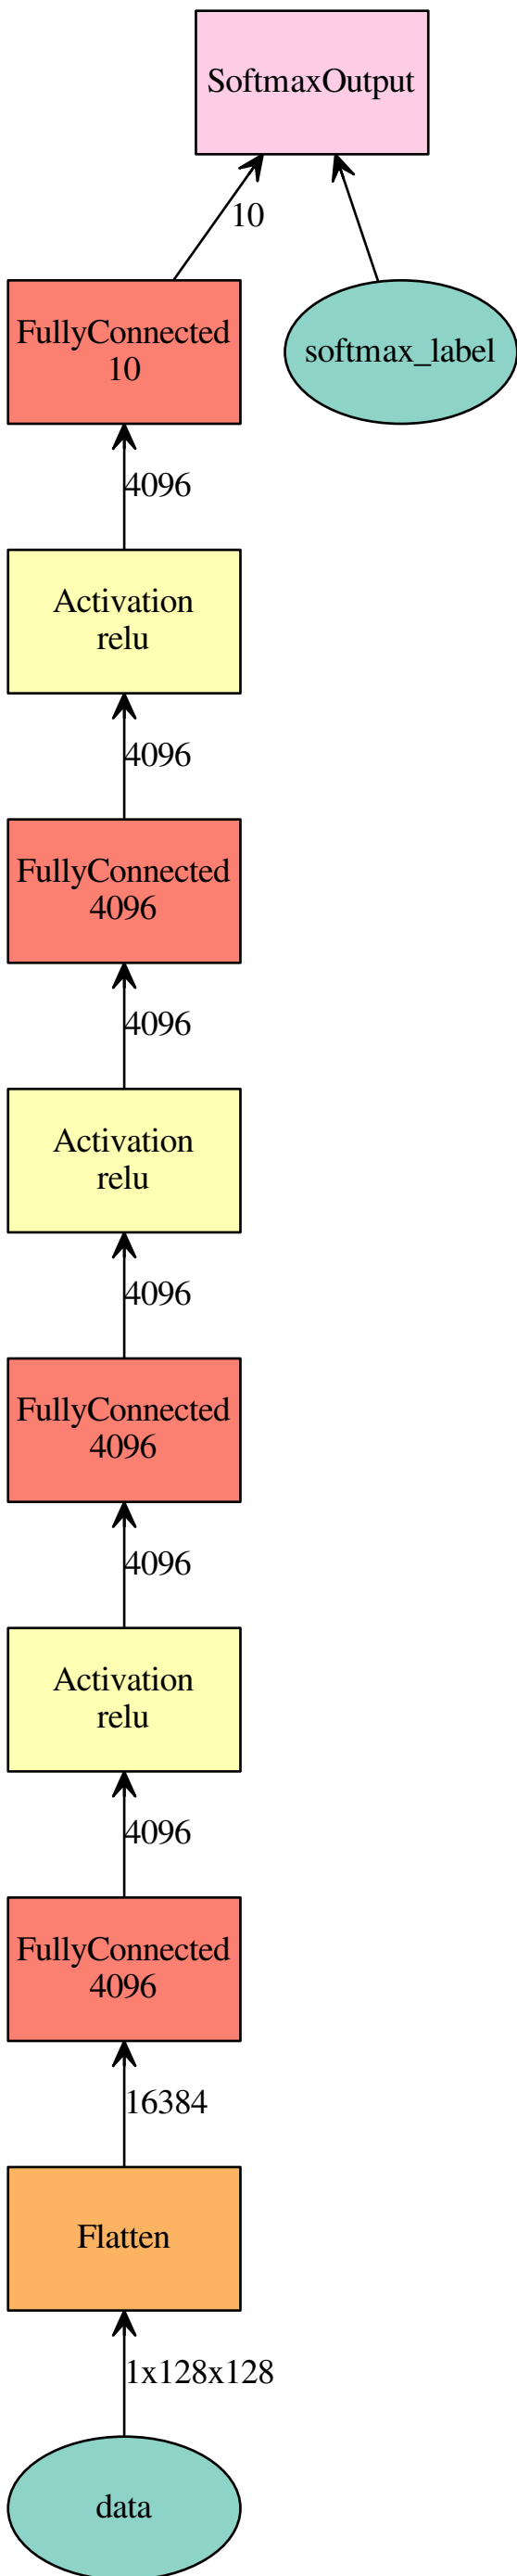 SoftmaxOutput
10
FullyConnected
10
softmax_label
4096
Activation
relu
4096
FullyConnected
4096
4096
Activation
relu
4096
FullyConnected
4096
4096
Activation
relu
4096
FullyConnected
4096
16384
Flatten
1x128x128
data